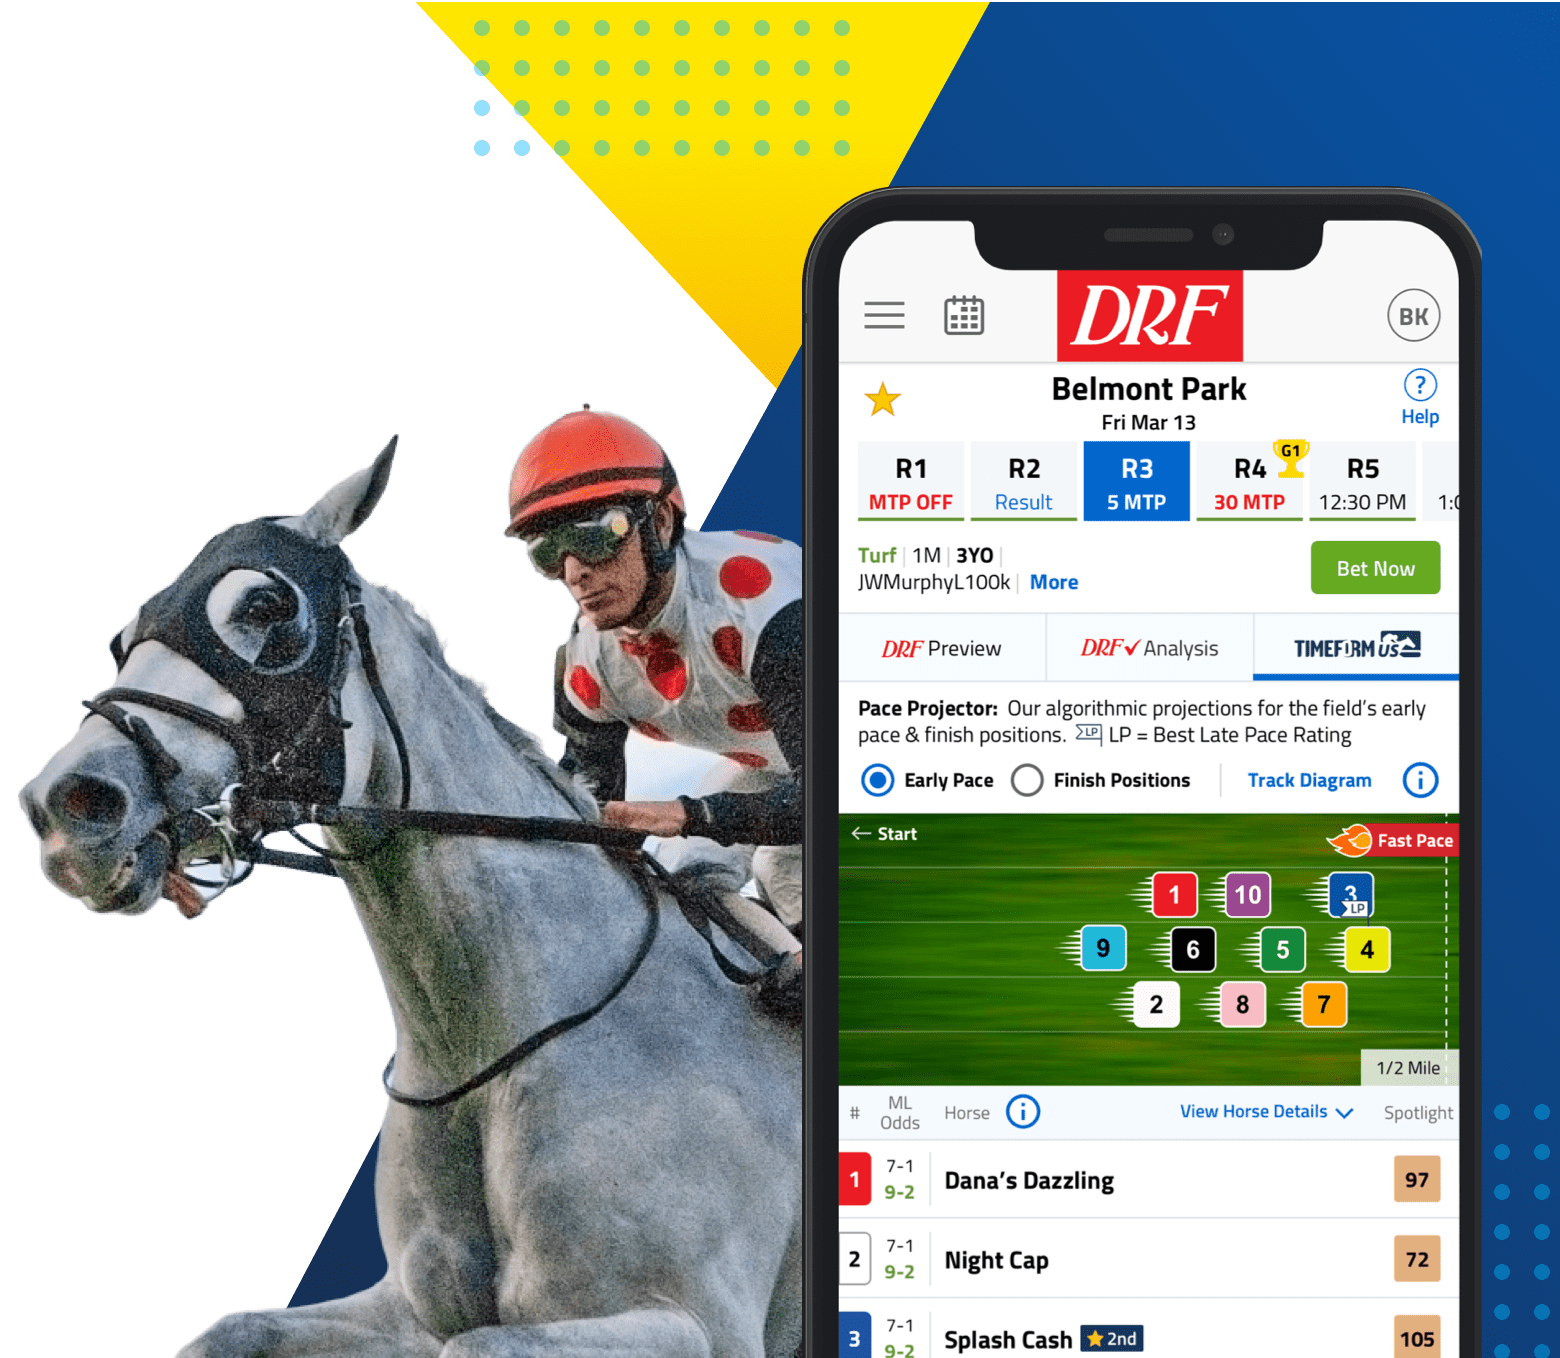 DRF
BK
Belmont Park
Fri Mar 13
?
Help
R1 R2 R3 R4 G1 R5
MTP OFF Result 5 MTP 30 MTP 12:30 PM 1:0
Turf | 1M | 3YO |
JWMurphyL100k | More
Bet Now
DRF Preview DRF✓Analysis TIMEFORM US
Pace Projector: Our algorithmic projections for the field's early
pace & finish positions. LP LP = Best Late Pace Rating
Early Pace Finish Positions Track Diagram i
← Start
Fast Pace
1 10 3
LP
9 6 5 4
2 8 7
1/2 Mile
# ML Odds Horse i View Horse Details Spotlight
1 7-1 9-2 Dana's Dazzling 97
2 7-1 9-2 Night Cap 72
3 7-1 9-2 Splash Cash 2nd 105